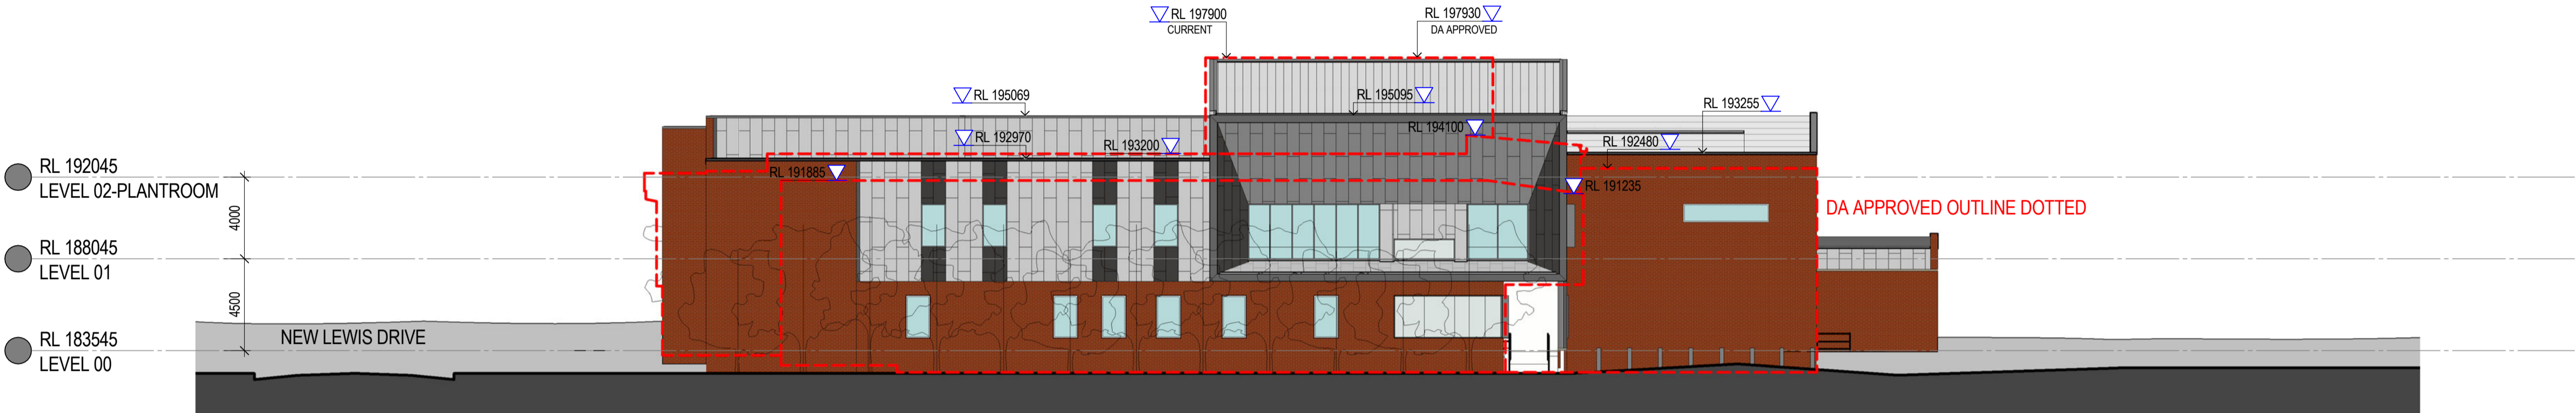 RL 197900
CURRENT
RL 197930
DA APPROVED
RL 195069
RL 195095
RL 193255
RL 192970
RL 193200
RL 194100
RL 192480
RL 192045
LEVEL 02-PLANTROOM
RL 191885
RL 191235
4000
DA APPROVED OUTLINE DOTTED
RL 188045
LEVEL 01
4500
NEW LEWIS DRIVE
RL 183545
LEVEL 00